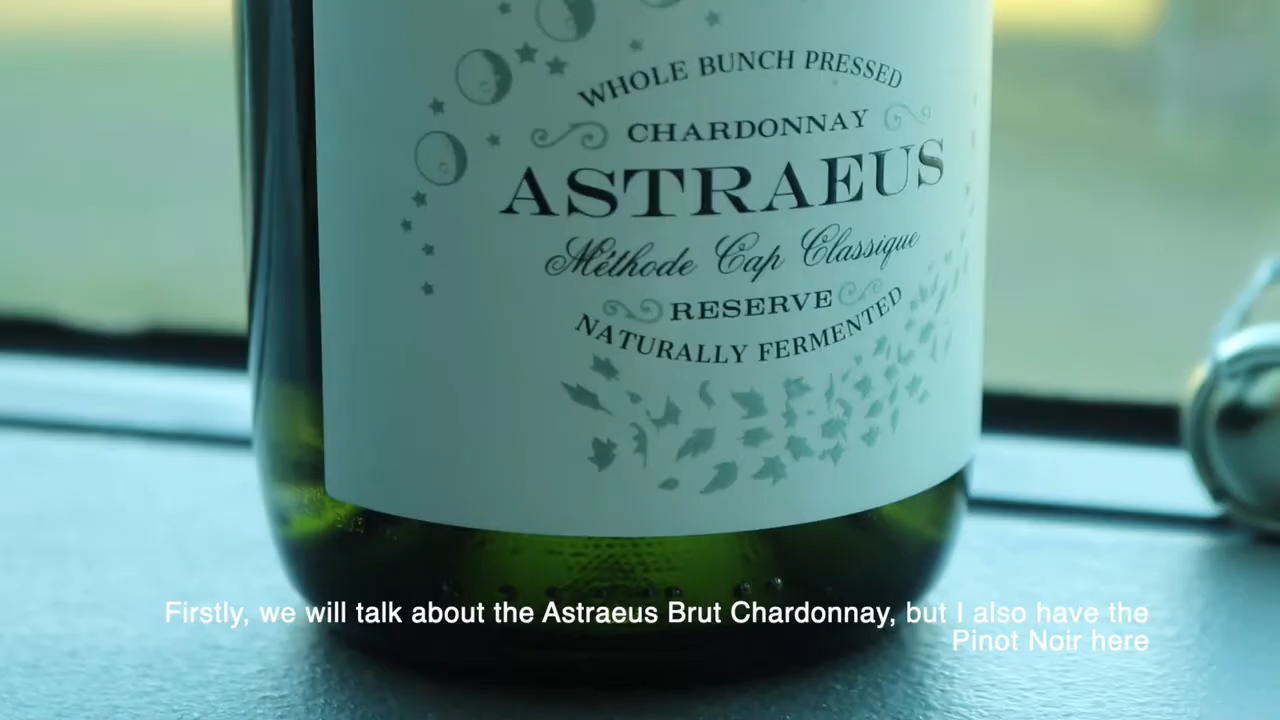 WHOLE BUNCH PRESSED
CHARDONNAY
ASTRAEUS
Méthode Cap Classique
RESERVE
NATURALLY FERMENTED
Firstly, we will talk about the Astraeus Brut Chardonnay, but I also have the
Pinot Noir here